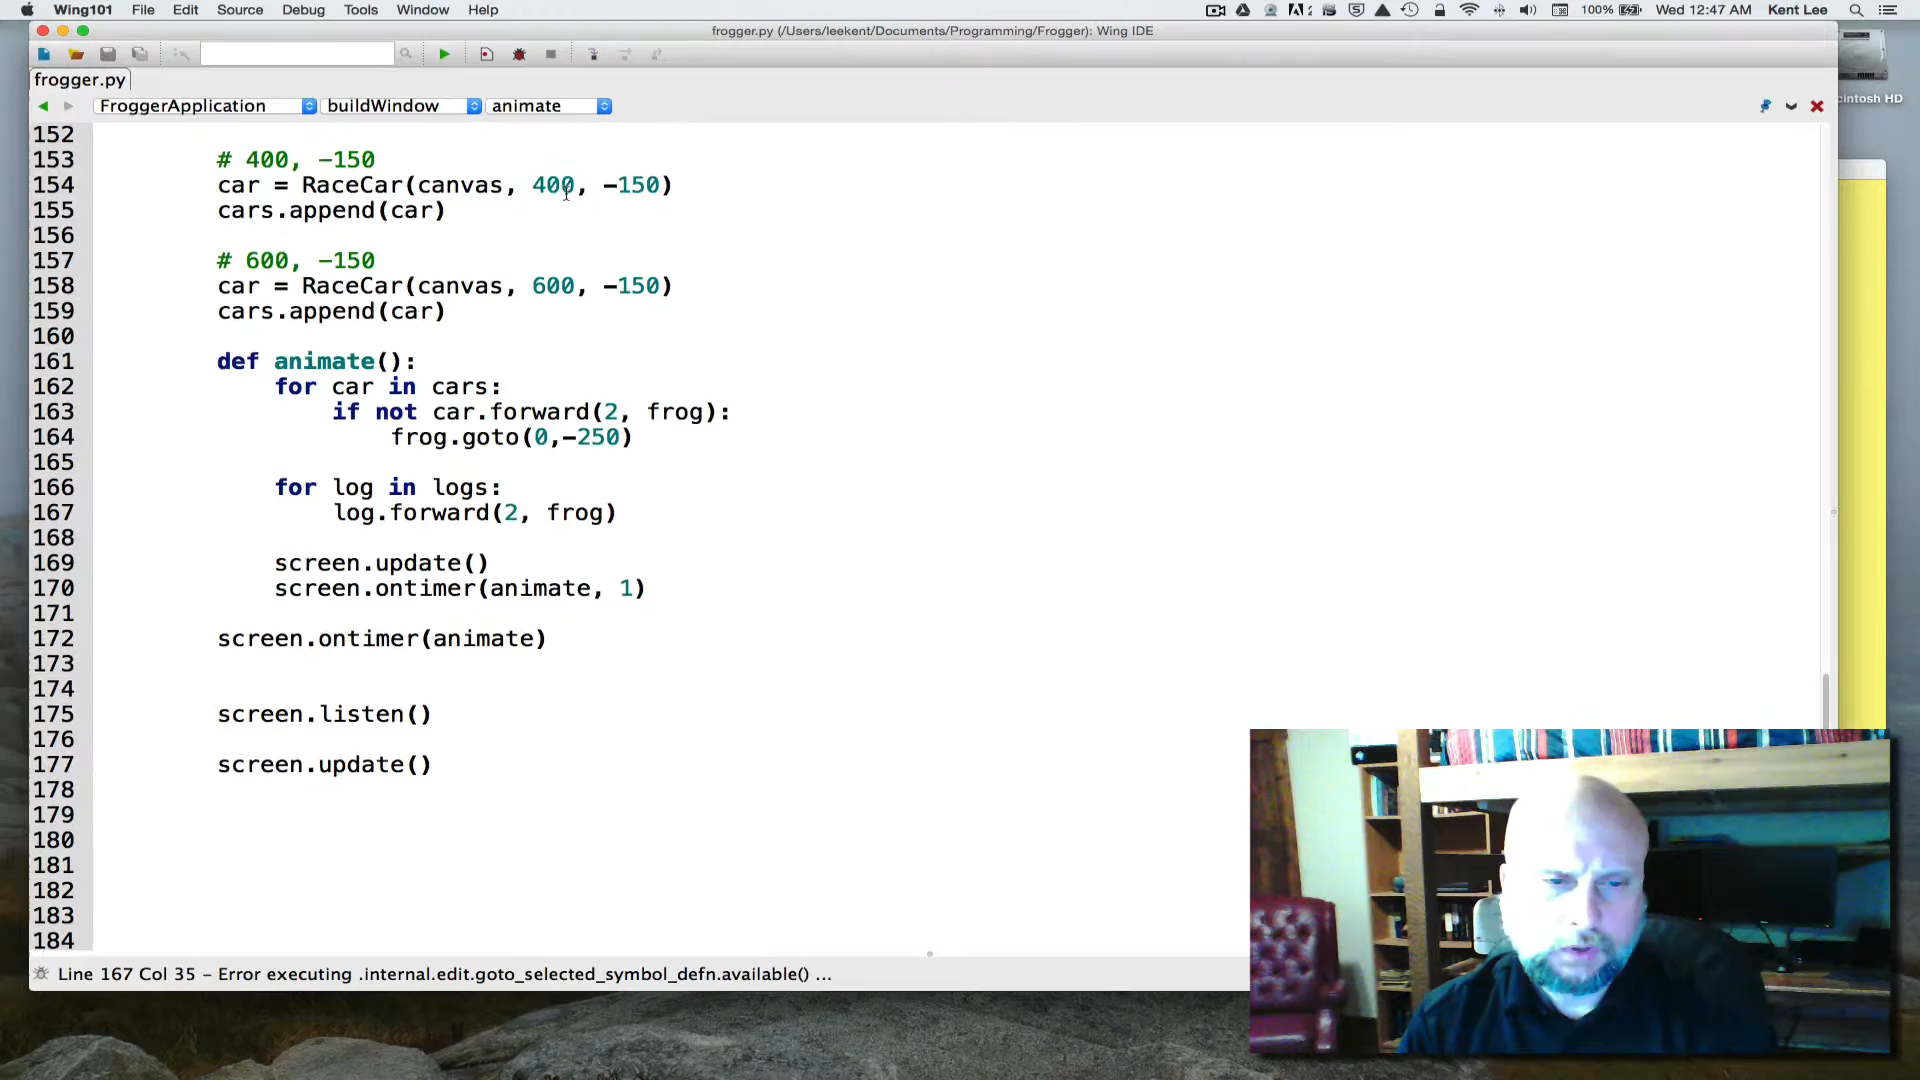 Wing101 File Edit Source Debug Tools Window Help 100% Wed 12:47 AM Kent Lee
frogger.py (/Users/leekent/Documents/Programming/Frogger): Wing IDE
frogger.py
cintosh HD
FroggerApplication buildWindow animate
152
153 # 400, -150
154 car = RaceCar(canvas, 400, -150)
155 cars.append(car)
156
157 # 600, -150
158 car = RaceCar(canvas, 600, -150)
159 cars.append(car)
160
161 def animate():
162 for car in cars:
163 if not car.forward(2, frog):
164 frog.goto(0,-250)
165
166 for log in logs:
167 log.forward(2, frog)
168
169 screen.update()
170 screen.ontimer(animate, 1)
171
172 screen.ontimer(animate)
173
174
175 screen.listen()
176
177 screen.update()
178
179
180
181
182
183
184
Line 167 Col 35 - Error executing .internal.edit.goto_selected_symbol_defn.available() ...